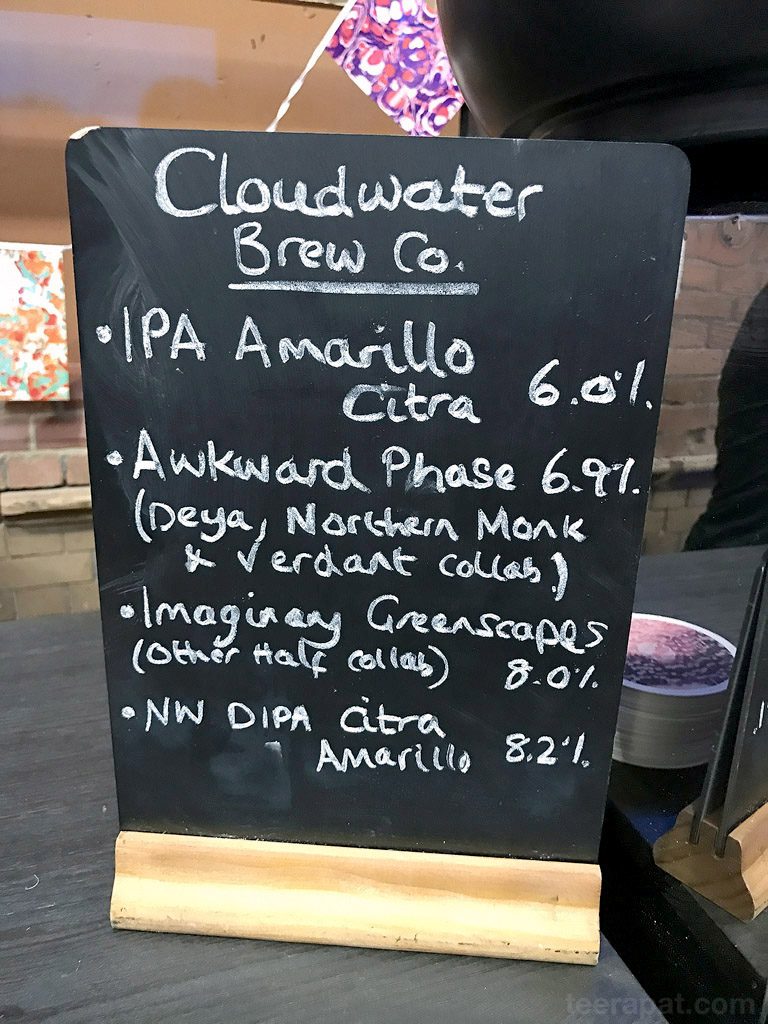 Cloudwater
Brew Co.
•IPA Amarillo
Citra 6.0%.
•Awkward Phase 6.9%.
(Deya, Northern Monk
& Verdant collab)
•Imaginary Greenscapes
(Other Half collab) 8.0%.
•NW DIPA Citra
Amarillo 8.2%.
teerapat.com